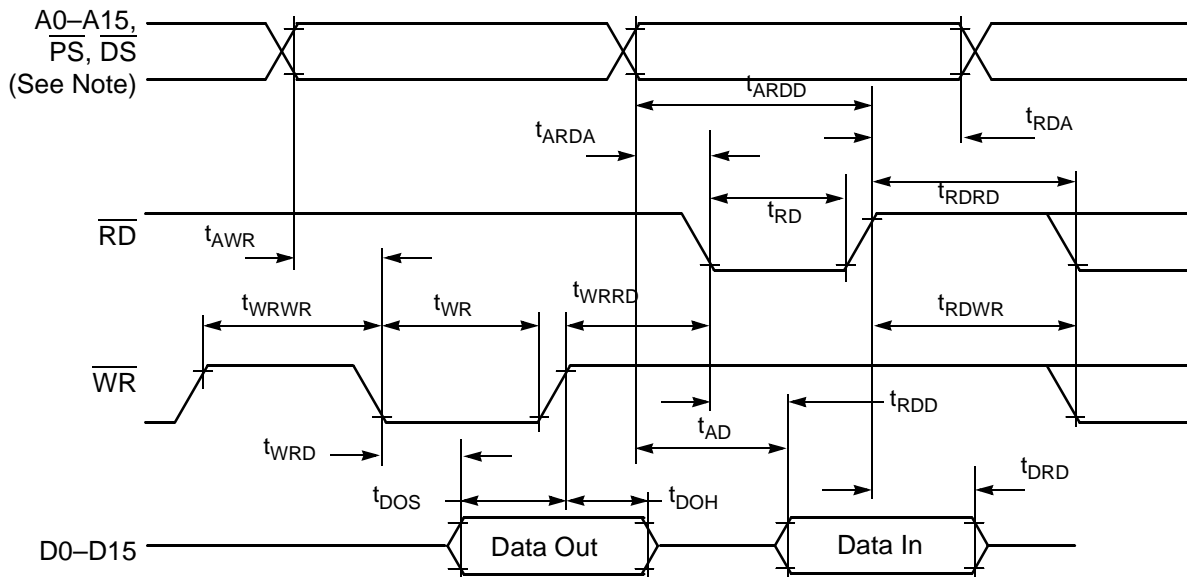 A0–A15,
PS, DS
(See Note)
tARDD
tRDA
tARDA
tRDRD
tRD
RD
tAWR
tWRRD
tWRWR
tWR
tRDWR
WR
tRDD
tAD
tWRD
tDRD
tDOS
tDOH
D0–D15
Data Out
Data In